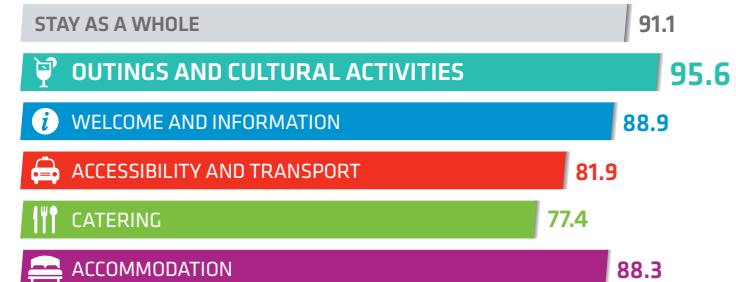 STAY AS A WHOLE 91.1
OUTINGS AND CULTURAL ACTIVITIES 95.6
i WELCOME AND INFORMATION 88.9
ACCESSIBILITY AND TRANSPORT 81.9
CATERING 77.4
ACCOMMODATION 88.3